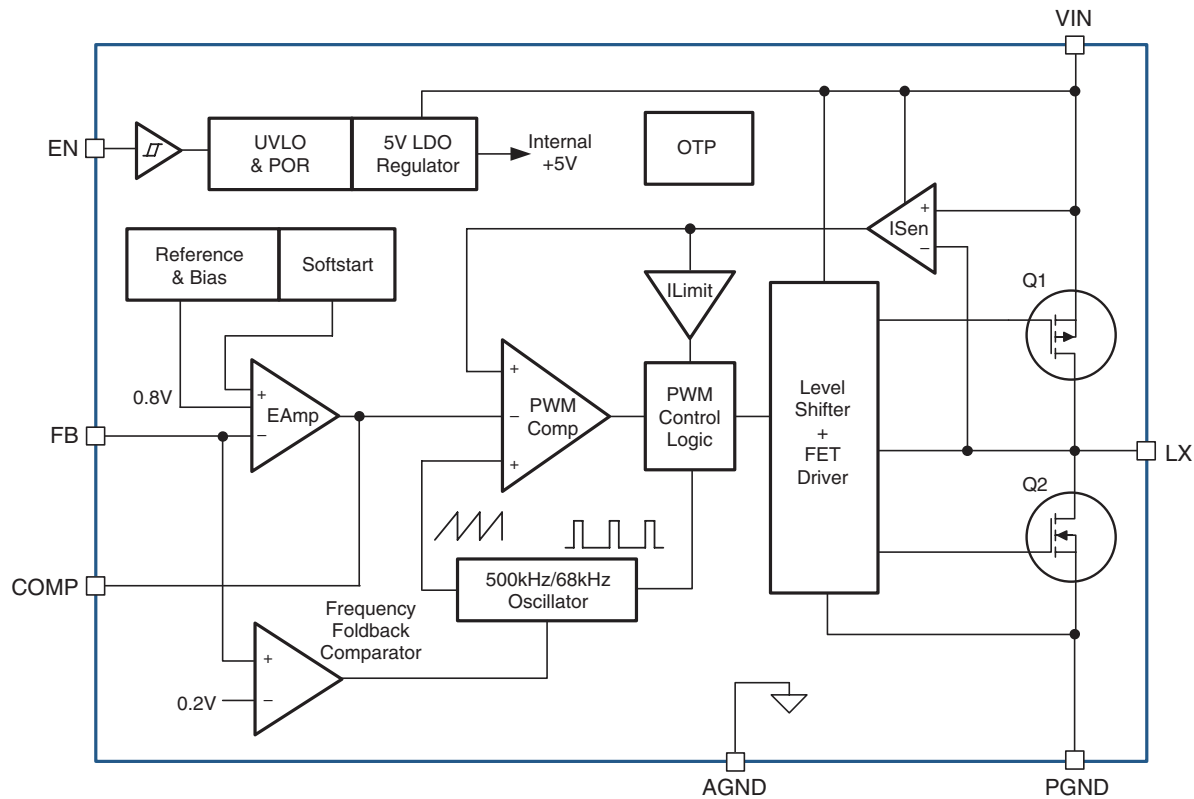 VIN
EN
UVLO
& POR
5V LDO
Regulator
Internal
+5V
OTP
+
ISen
−
Reference
& Bias
Softstart
ILimit
Q1
+
0.8V
EAmp
−
FB
+
−
PWM
Comp
+
PWM
Control
Logic
Level
Shifter
+
FET
Driver
LX
Q2
COMP
500kHz/68kHz
Oscillator
Frequency
Foldback
Comparator
+
0.2V
−
AGND
PGND